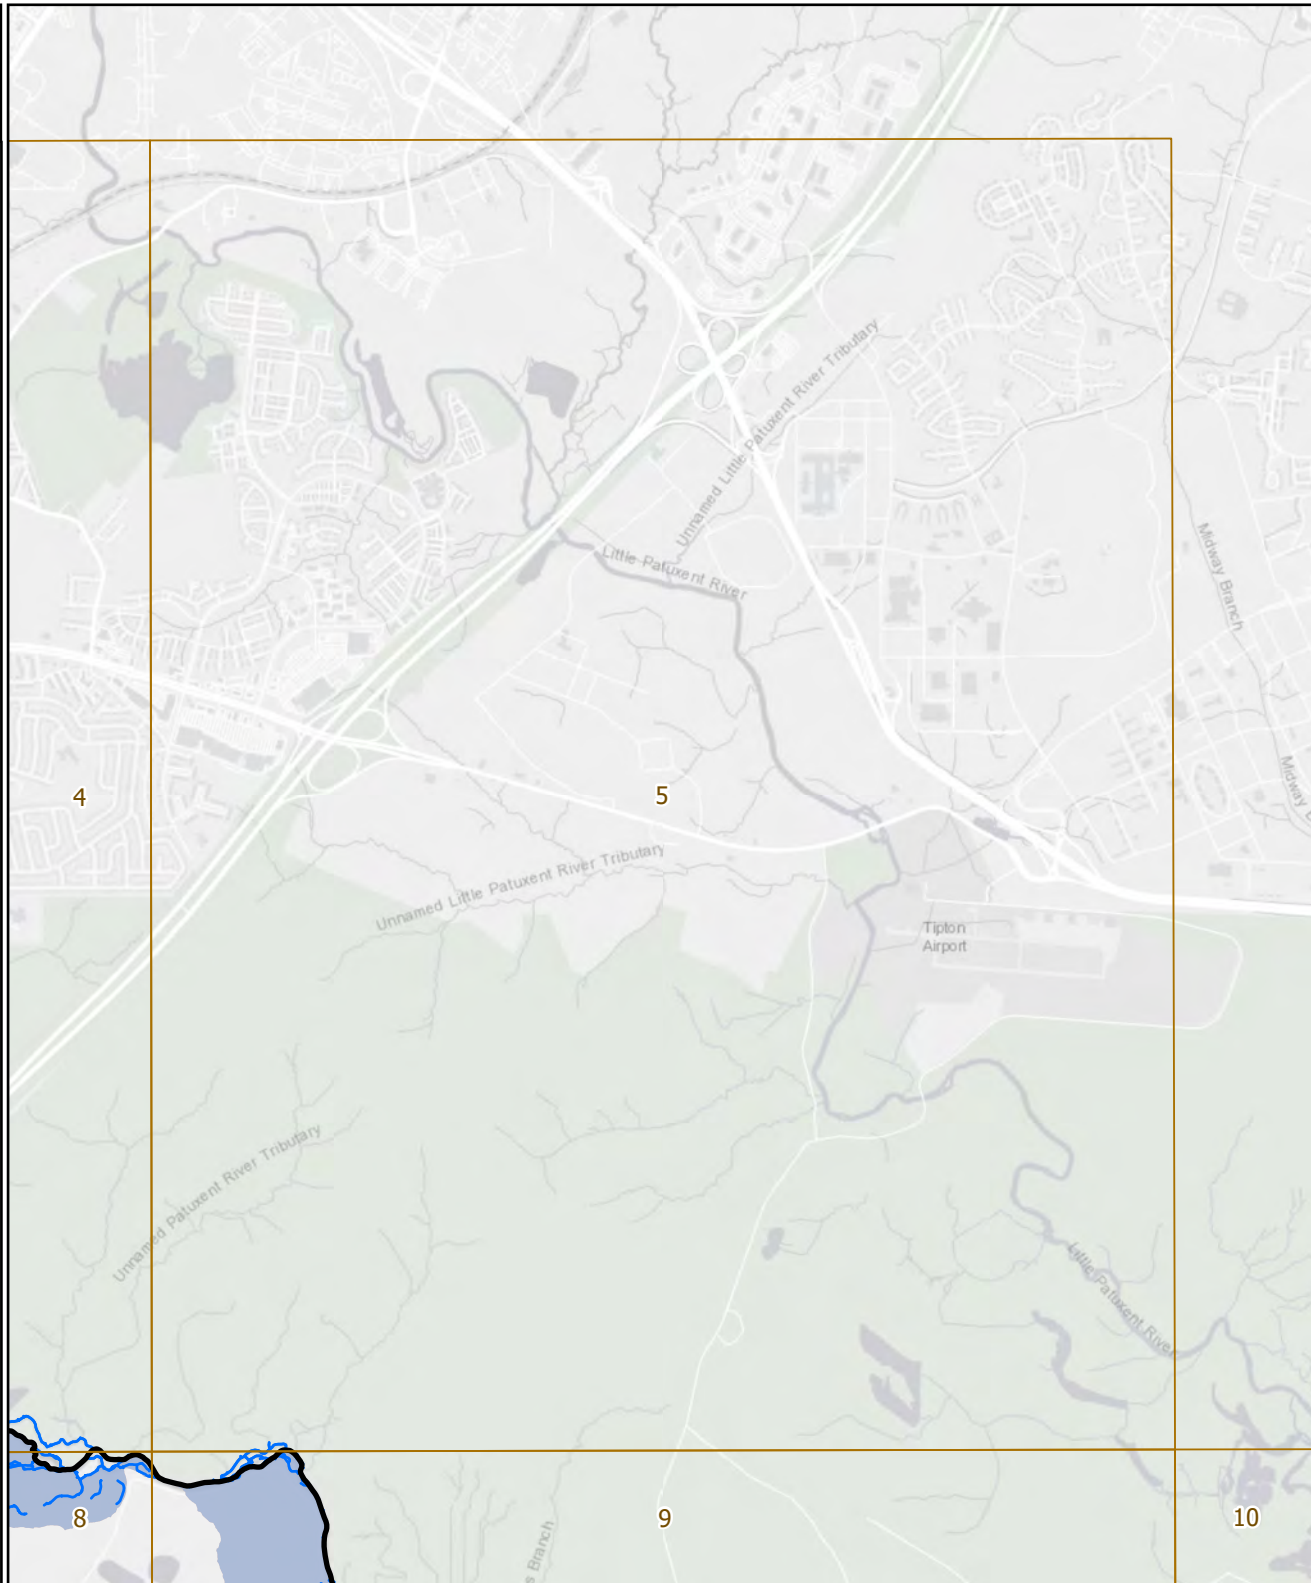 Unnamed Little Patuxent River Tributary
Little Patuxent River
Midway Branch
Midway
4
5
Unnamed Little Patuxent River Tributary
Tipton
Airport
Unnamed Patuxent River Tributary
Little Patuxent River
8
9
10
s Branch